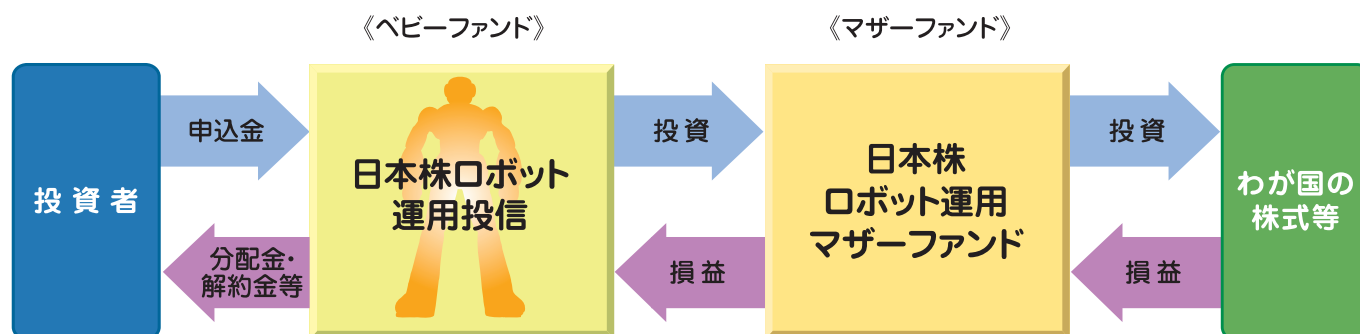 《ベビーファンド》
《マザーファンド》
投資者
申込金
分配金・
解約金等
日本株ロボット
運用投信
投資
損益
日本株
ロボット運用
マザーファンド
投資
損益
わが国の
株式等